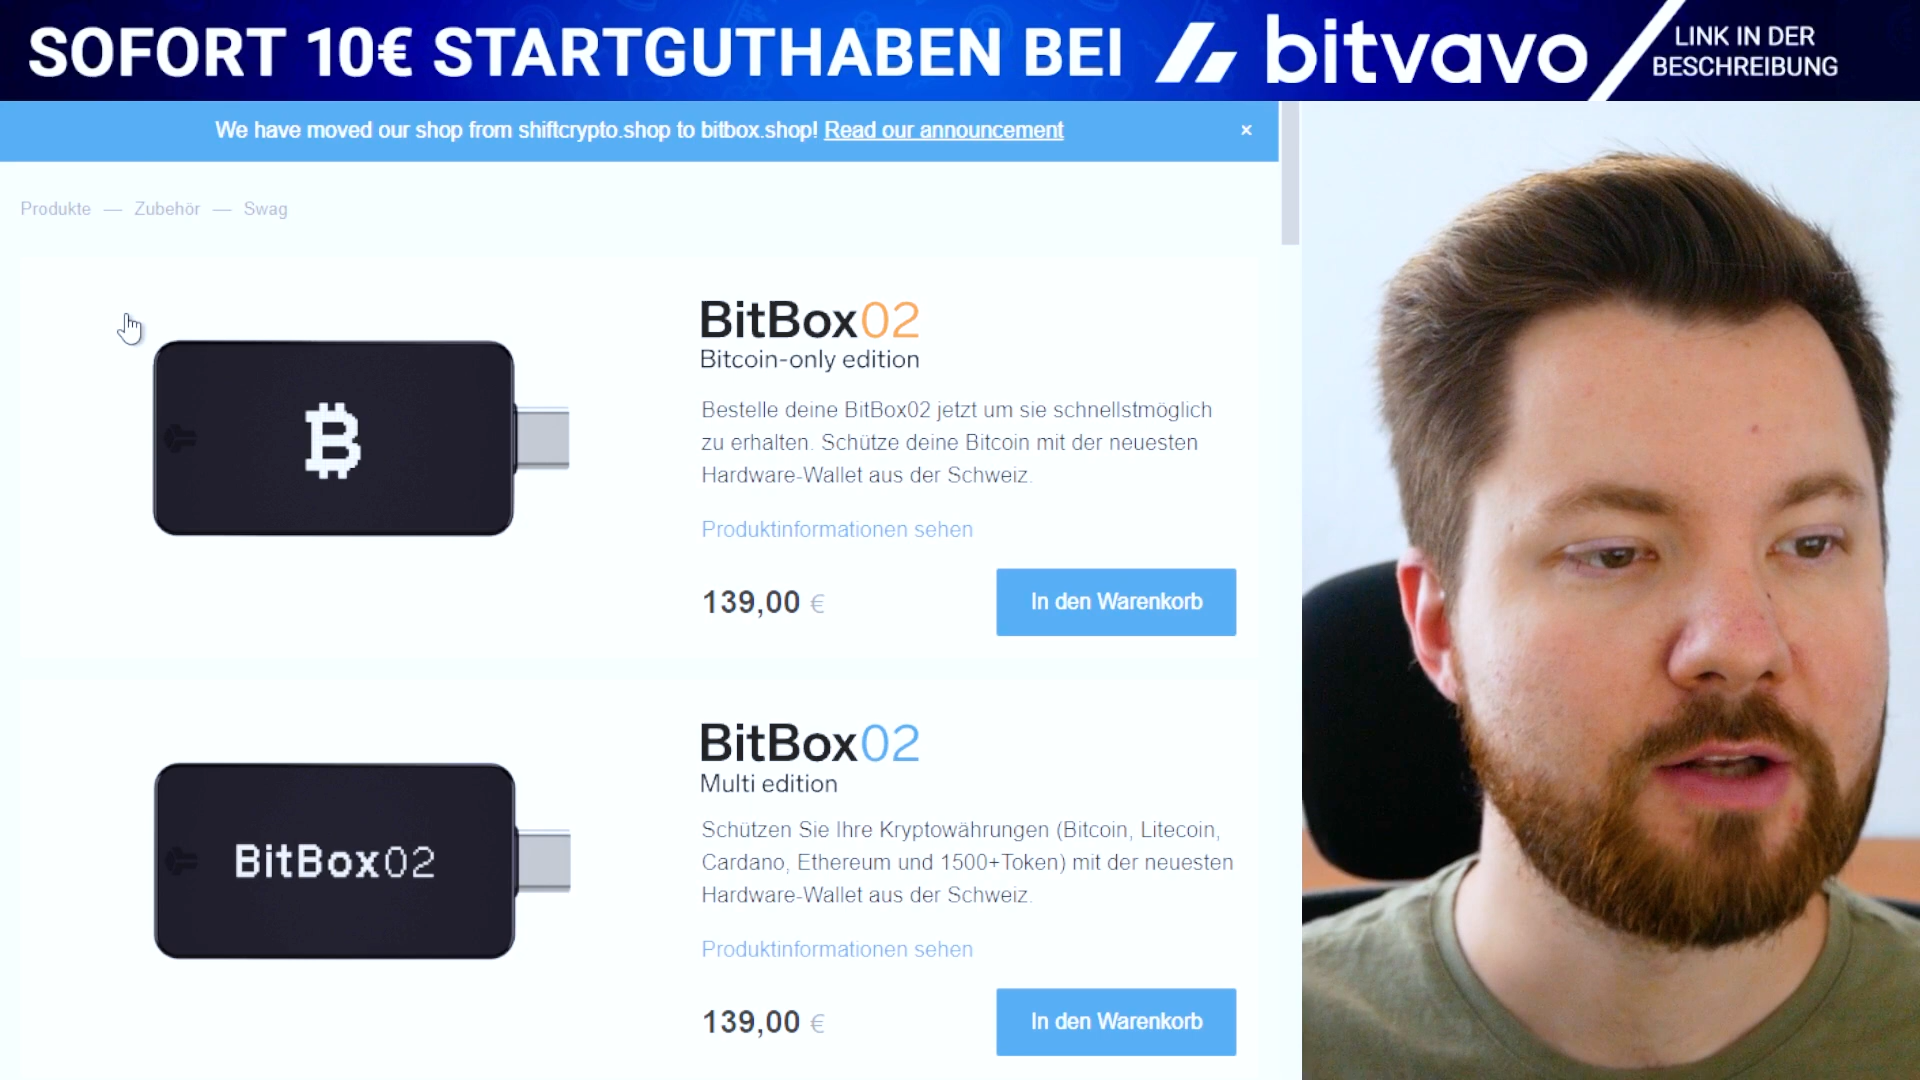 SOFORT 10€ STARTGUTHABEN BEI bitvavo
LINK IN DER
BESCHREIBUNG
We have moved our shop from shiftcrypto.shop to bitbox.shop! Read our announcement ×
Produkte — Zubehör — Swag
BitBox02
Bitcoin-only edition
Bestelle deine BitBox02 jetzt um sie schnellstmöglich
zu erhalten. Schütze deine Bitcoin mit der neuesten
Hardware-Wallet aus der Schweiz.
Produktinformationen sehen
139,00 €
In den Warenkorb
BitBox02
BitBox02
Multi edition
Schützen Sie Ihre Kryptowährungen (Bitcoin, Litecoin,
Cardano, Ethereum und 1500+Token) mit der neuesten
Hardware-Wallet aus der Schweiz.
Produktinformationen sehen
139,00 €
In den Warenkorb